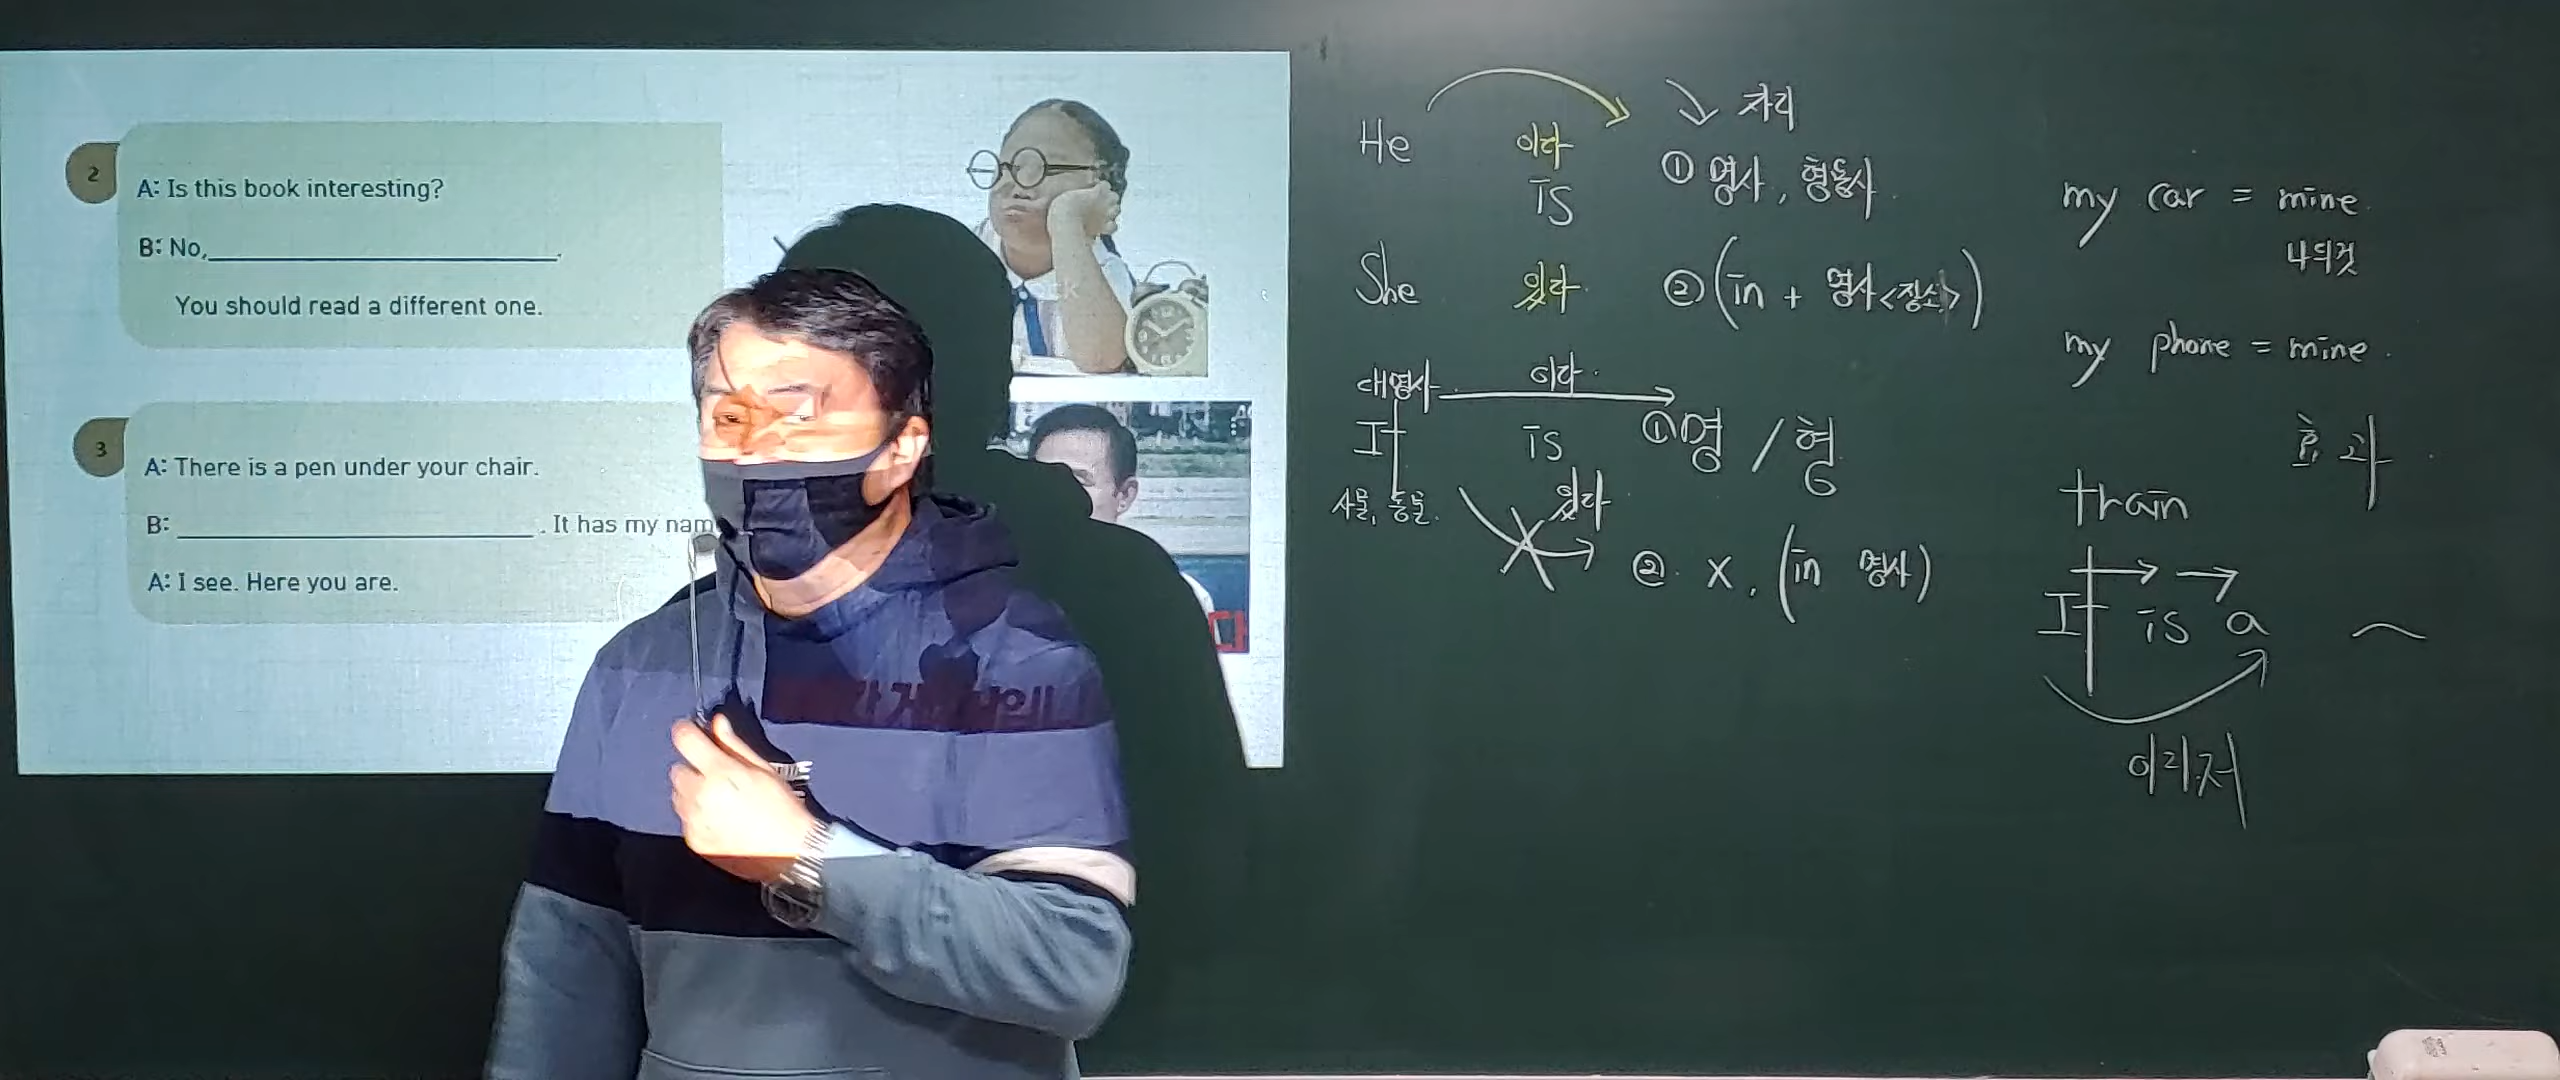 2
A: Is this book interesting?
B: No,
You should read a different one.
3
A: There is a pen under your chair.
B: . It has my nam
A: I see. Here you are.
다
He 이다 자리
is ① 명사, 형용사
She 있다 ② (in + 명사<장소>)
대명사 이다
It is ① 명 / 형
사물, 동물. 있다
② X, (in 명사)
my car = mine
나의것
my phone = mine.
효과
train
It is a ~